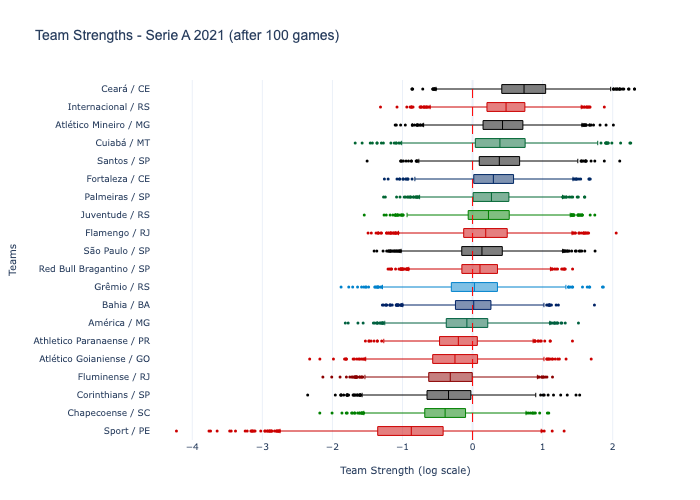 Team Strengths - Serie A 2021 (after 100 games)
Ceará / CE
Internacional / RS
Atlético Mineiro / MG
Cuiabá / MT
Santos / SP
Fortaleza / CE
Palmeiras / SP
Juventude / RS
Flamengo / RJ
São Paulo / SP
Red Bull Bragantino / SP
Grêmio / RS
Bahia / BA
América / MG
Athletico Paranaense / PR
Atlético Goianiense / GO
Fluminense / RJ
Corinthians / SP
Chapecoense / SC
Sport / PE
Teams
−4 −3 −2 −1 0 1 2
Team Strength (log scale)